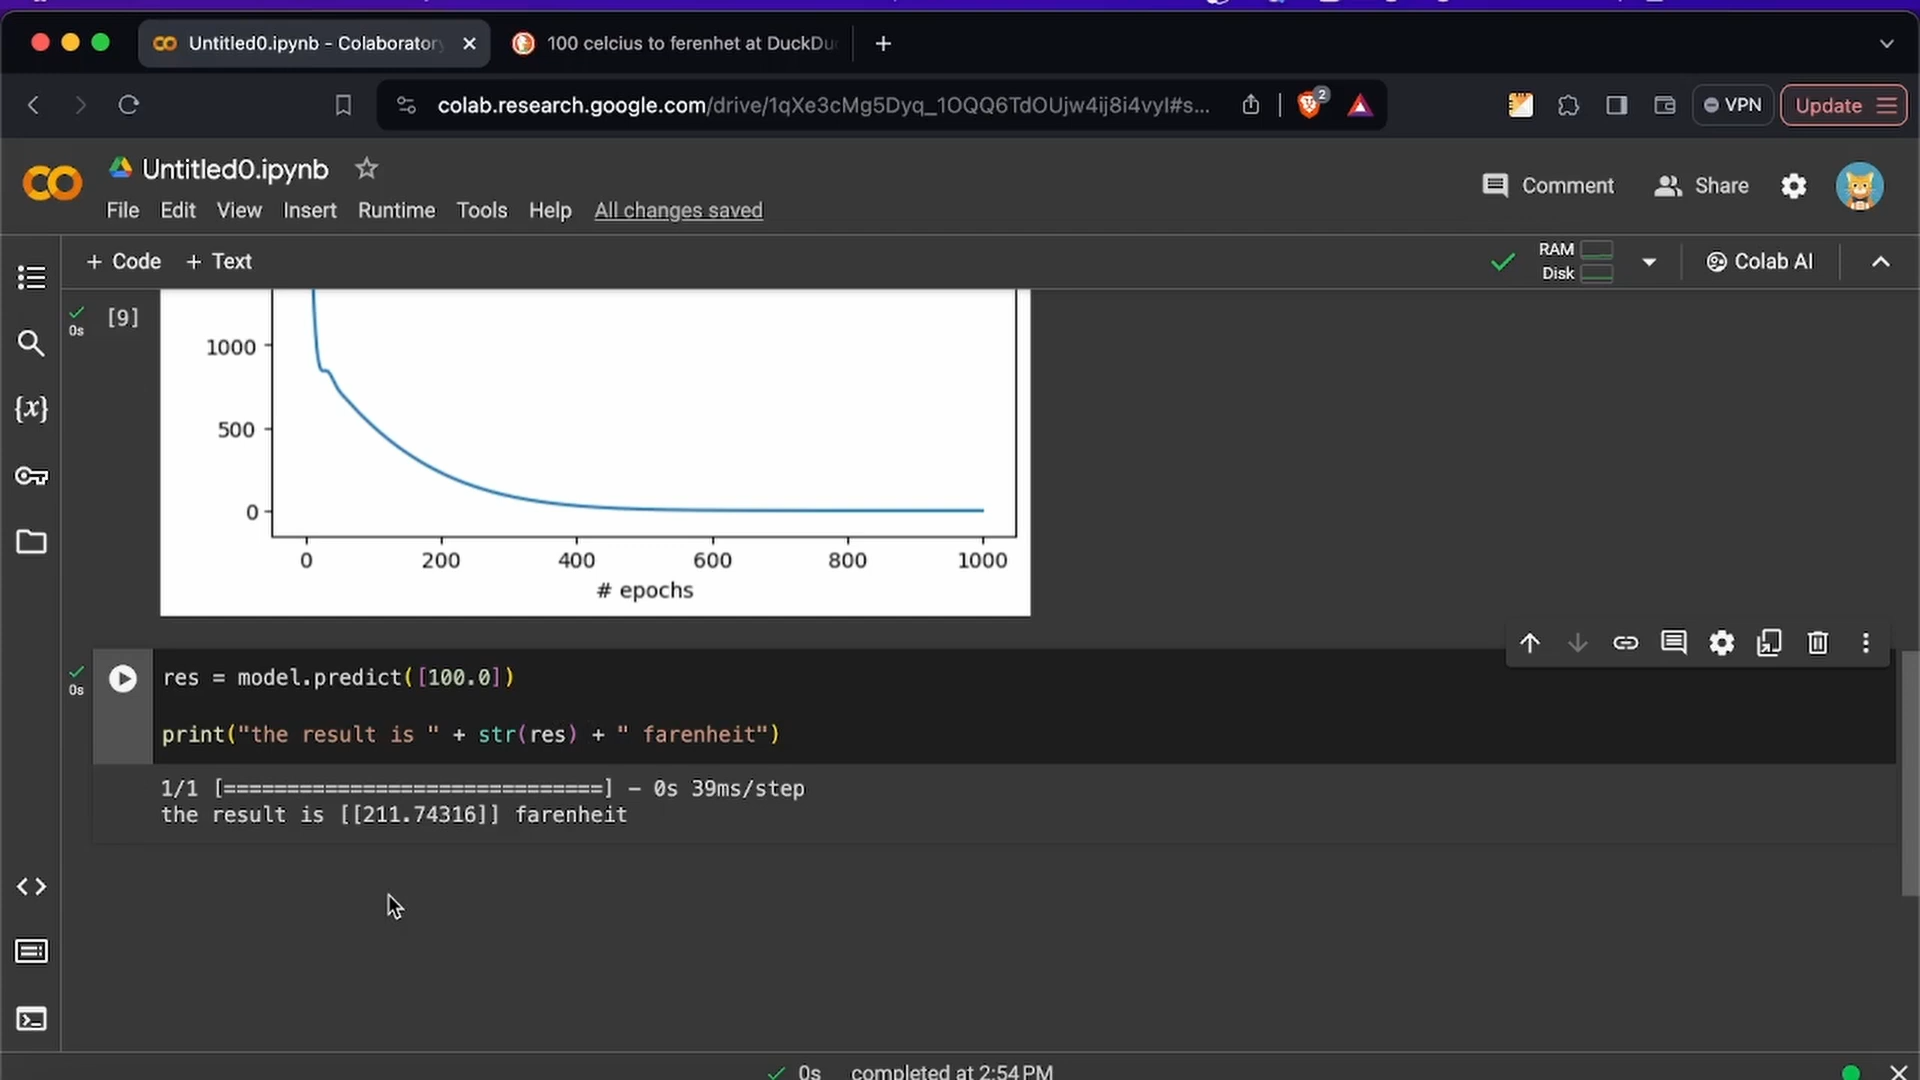 Untitled0.ipynb - Colaboratory
100 celcius to ferenhet at DuckDu
colab.research.google.com/drive/1qXe3cMg5Dyq_1OQQ6TdOUjw4ij8i4vyI#s...
2
VPN
Update
Untitled0.ipynb
Comment
Share
File Edit View Insert Runtime Tools Help All changes saved
+ Code + Text
RAM
Disk
Colab AI
0s
[9]
1000
500
0
0 200 400 600 800 1000
# epochs
{x}
0s
res = model.predict([100.0])
print("the result is " + str(res) + " farenheit")
1/1 [==============================] - 0s 39ms/step
the result is [[211.74316]] farenheit
0s completed at 2:54 PM